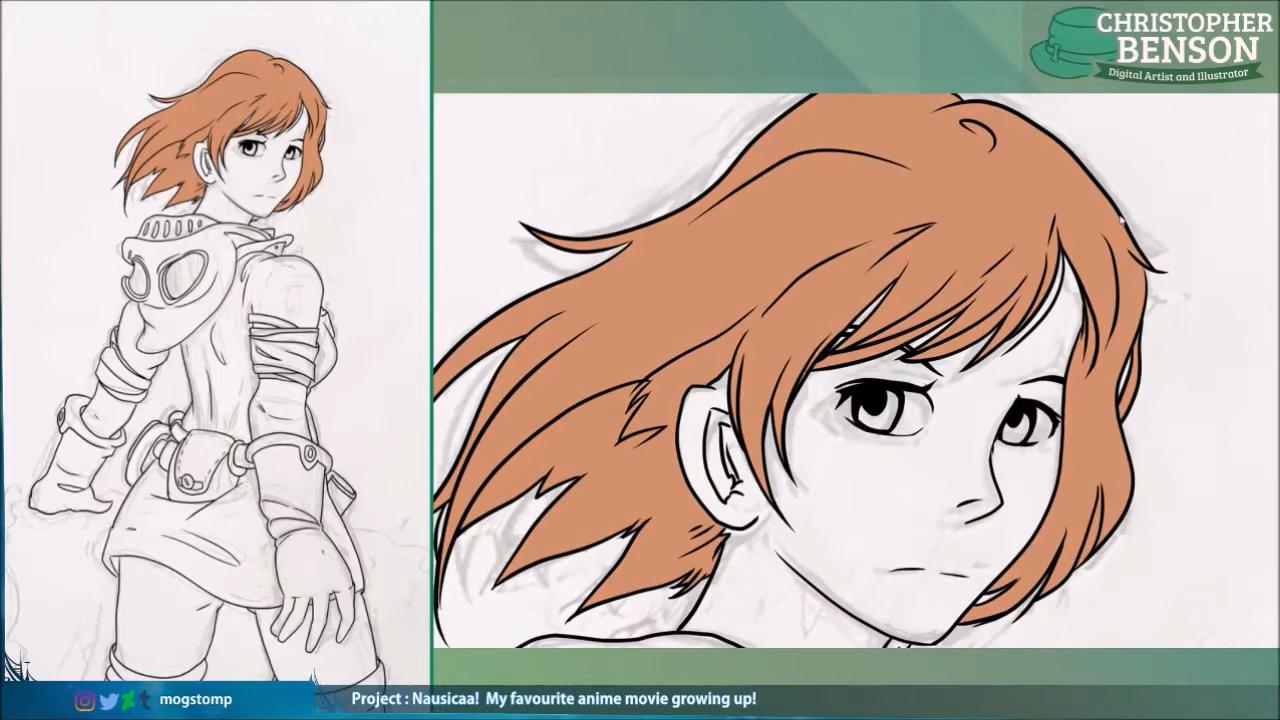 CHRISTOPHER
BENSON
Digital Artist and Illustrator
mogstomp
Project : Nausicaa! My favourite anime movie growing up!